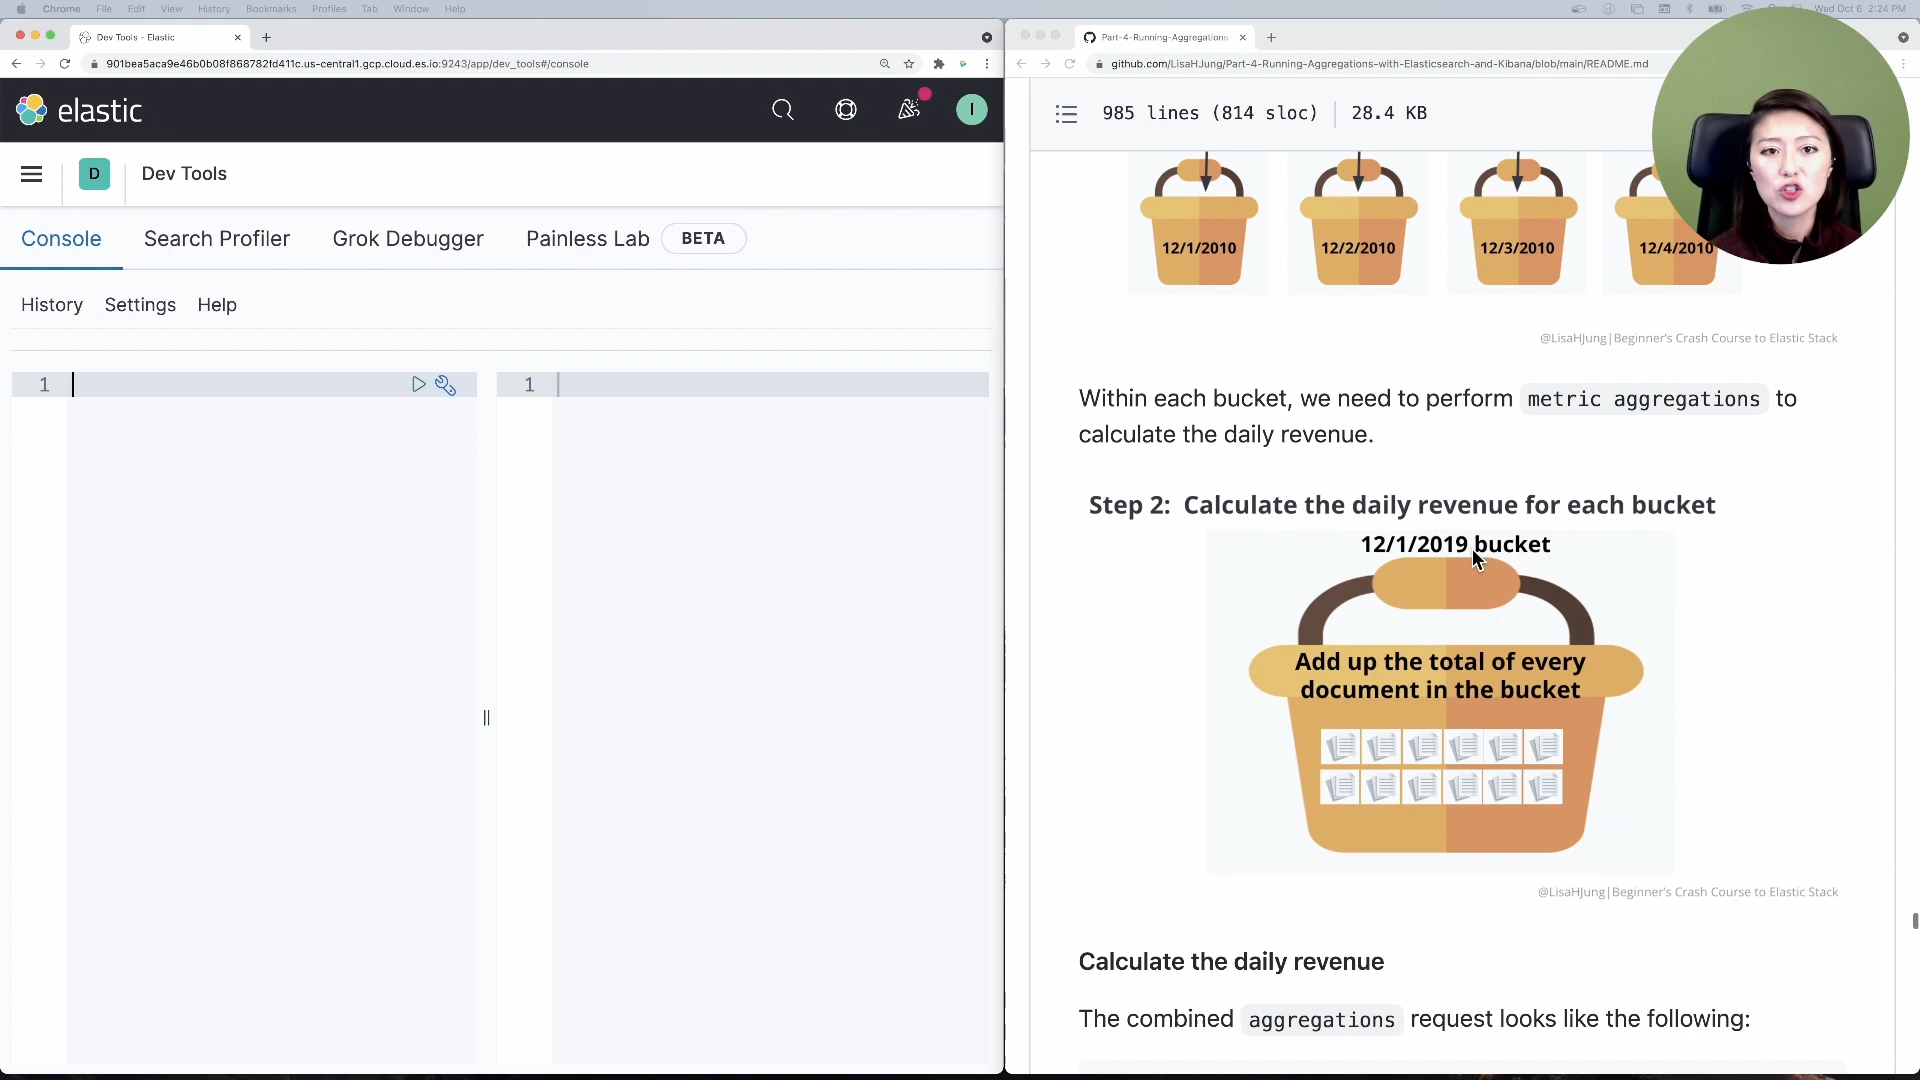 Chrome File Edit View History Bookmarks Profiles Tab Window Help
Wed Oct 6 2:24 PM
Dev Tools - Elastic
901bea5aca9e46b0b08f868782fd411c.us-central1.gcp.cloud.es.io:9243/app/dev_tools#/console
elastic
I
D
Dev Tools
Console Search Profiler Grok Debugger Painless Lab BETA
History Settings Help
1
1
Part-4-Running-Aggregations-
github.com/LisaHJung/Part-4-Running-Aggregations-with-Elasticsearch-and-Kibana/blob/main/README.md
985 lines (814 sloc) 28.4 KB
12/1/2010 12/2/2010 12/3/2010 12/4/2010
@LisaHJung|Beginner's Crash Course to Elastic Stack
Within each bucket, we need to perform metric aggregations to
calculate the daily revenue.
Step 2: Calculate the daily revenue for each bucket
12/1/2019 bucket
Add up the total of every
document in the bucket
@LisaHJung|Beginner's Crash Course to Elastic Stack
Calculate the daily revenue
The combined aggregations request looks like the following: